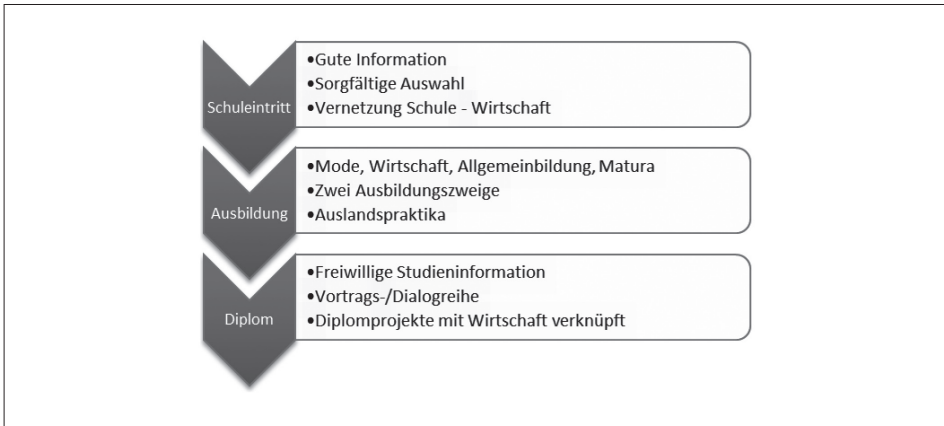 Schuleintritt
•Gute Information
•Sorgfältige Auswahl
•Vernetzung Schule - Wirtschaft
Ausbildung
•Mode, Wirtschaft, Allgemeinbildung, Matura
•Zwei Ausbildungszweige
•Auslandspraktika
Diplom
•Freiwillige Studieninformation
•Vortrags-/Dialogreihe
•Diplomprojekte mit Wirtschaft verknüpft